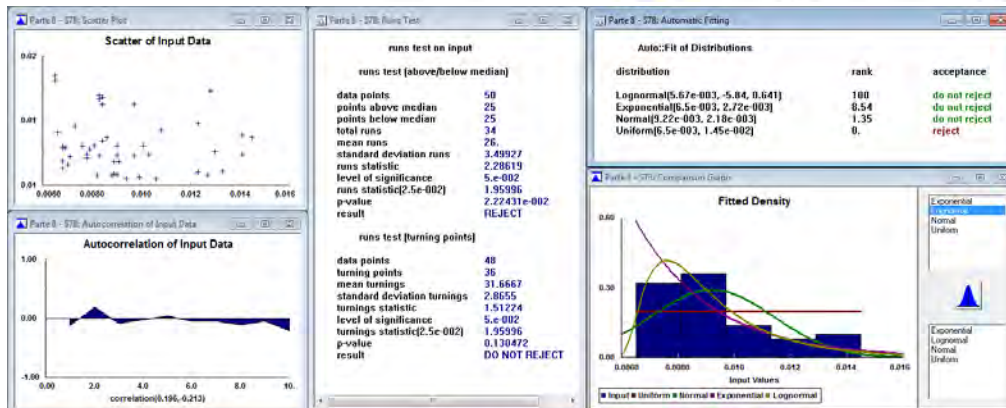 Parte 8 - S7B: Scatter Plot
Scatter of Input Data
0.02
0.01
0.01
0.0060 0.0080 0.010 0.012 0.014 0.016
Parte 8 - S7B: Autocorrelation of Input Data
Autocorrelation of Input Data
1.00
0.00
-1.00
0.00 2.0 4.0 6.0 8.0 10.
correlation(0.196,-0.213)
Parte 8 - S7B: Runs Test
runs test on input
runs test (above/below median)
data points 50
points above median 25
points below median 25
total runs 34
mean runs 26.
standard deviation runs 3.49927
runs statistic 2.28619
level of significance 5.e-002
runs statistic(2.5e-002) 1.95996
p-value 2.22431e-002
result REJECT
runs test (turning points)
data points 48
turning points 36
mean turnings 31.6667
standard deviation turnings 2.8655
turnings statistic 1.51224
level of significance 5.e-002
turnings statistic(2.5e-002) 1.95996
p-value 0.130472
result DO NOT REJECT
Parte 8 - S7B: Automatic Fitting
Auto::Fit of Distributions
distribution rank acceptance
Lognormal(5.67e-003, -5.84, 0.641) 100 do not reject
Exponential(6.5e-003, 2.72e-003) 8.54 do not reject
Normal(9.22e-003, 2.18e-003) 1.35 do not reject
Uniform(6.5e-003, 1.45e-002) 0. reject
Parte 8 - S7B: Comparison Graph
Fitted Density
0.60
0.30
0.00
0.0060 0.0080 0.010 0.012 0.014 0.016
Input Values
Input Uniform Normal Exponential Lognormal
Exponential
Lognormal
Normal
Uniform
Exponential
Lognormal
Normal
Uniform